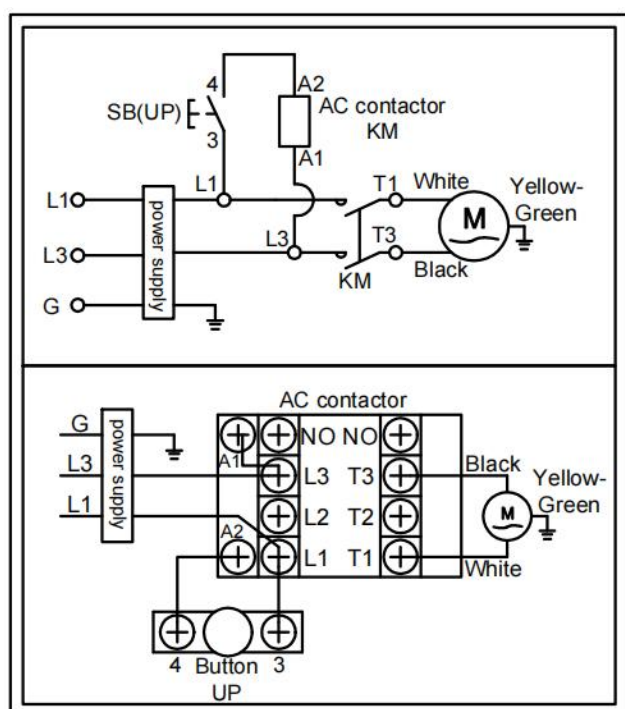 4
A2
SB(UP)
AC contactor
KM
3
A1
L1
T1
White
Yellow-
Green
L1
power supply
M
L3
L3
T3
KM
Black
G
AC contactor
G
power supply
NO
NO
A1
L3
L3
T3
Black
Yellow-
Green
L1
L2
T2
M
A2
L1
T1
White
4
Button
3
UP